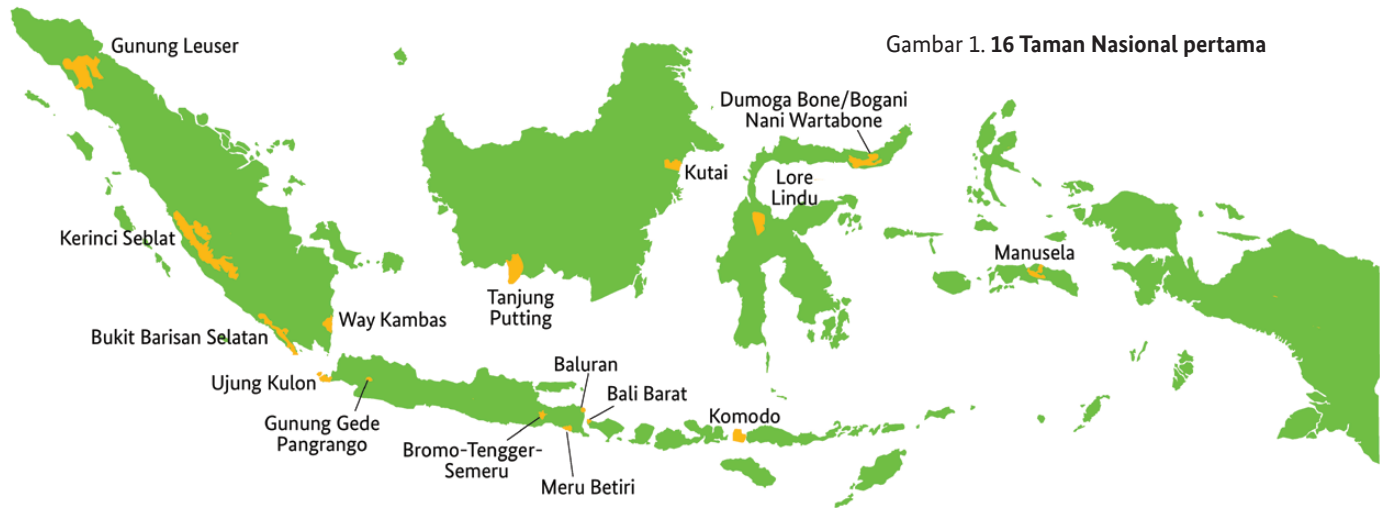 Gambar 1. 16 Taman Nasional pertama
Gunung Leuser
Dumoga Bone/Bogani
Nani Wartabone
Kutai
Lore
Lindu
Kerinci Seblat
Manusela
Tanjung
Putting
Way Kambas
Bukit Barisan Selatan
Ujung Kulon
Baluran
Bali Barat
Komodo
Gunung Gede
Pangrango
Bromo-Tengger-
Semeru
Meru Betiri